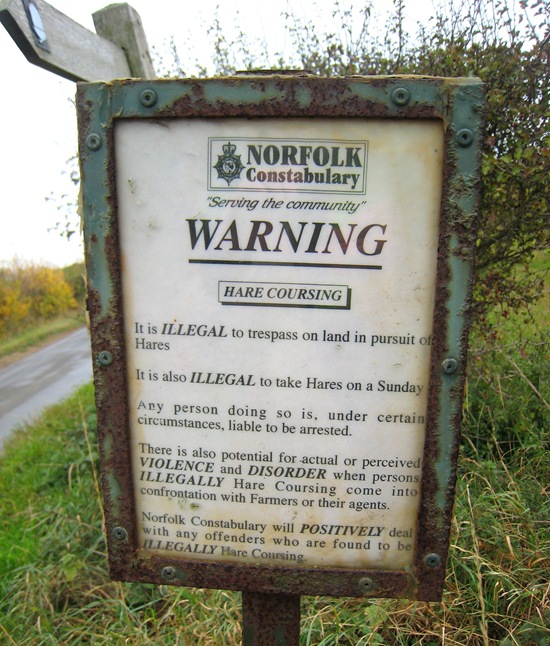 NORFOLK
Constabulary
"Serving the community"
WARNING
HARE COURSING
It is ILLEGAL to trespass on land in pursuit of
Hares
It is also ILLEGAL to take Hares on a Sunday
Any person doing so is, under certain
circumstances, liable to be arrested.
There is also potential for actual or perceived
VIOLENCE and DISORDER when persons
ILLEGALLY Hare Coursing come into
confrontation with Farmers or their agents.
Norfolk Constabulary will POSITIVELY deal
with any offenders who are found to be
ILLEGALLY Hare Coursing.